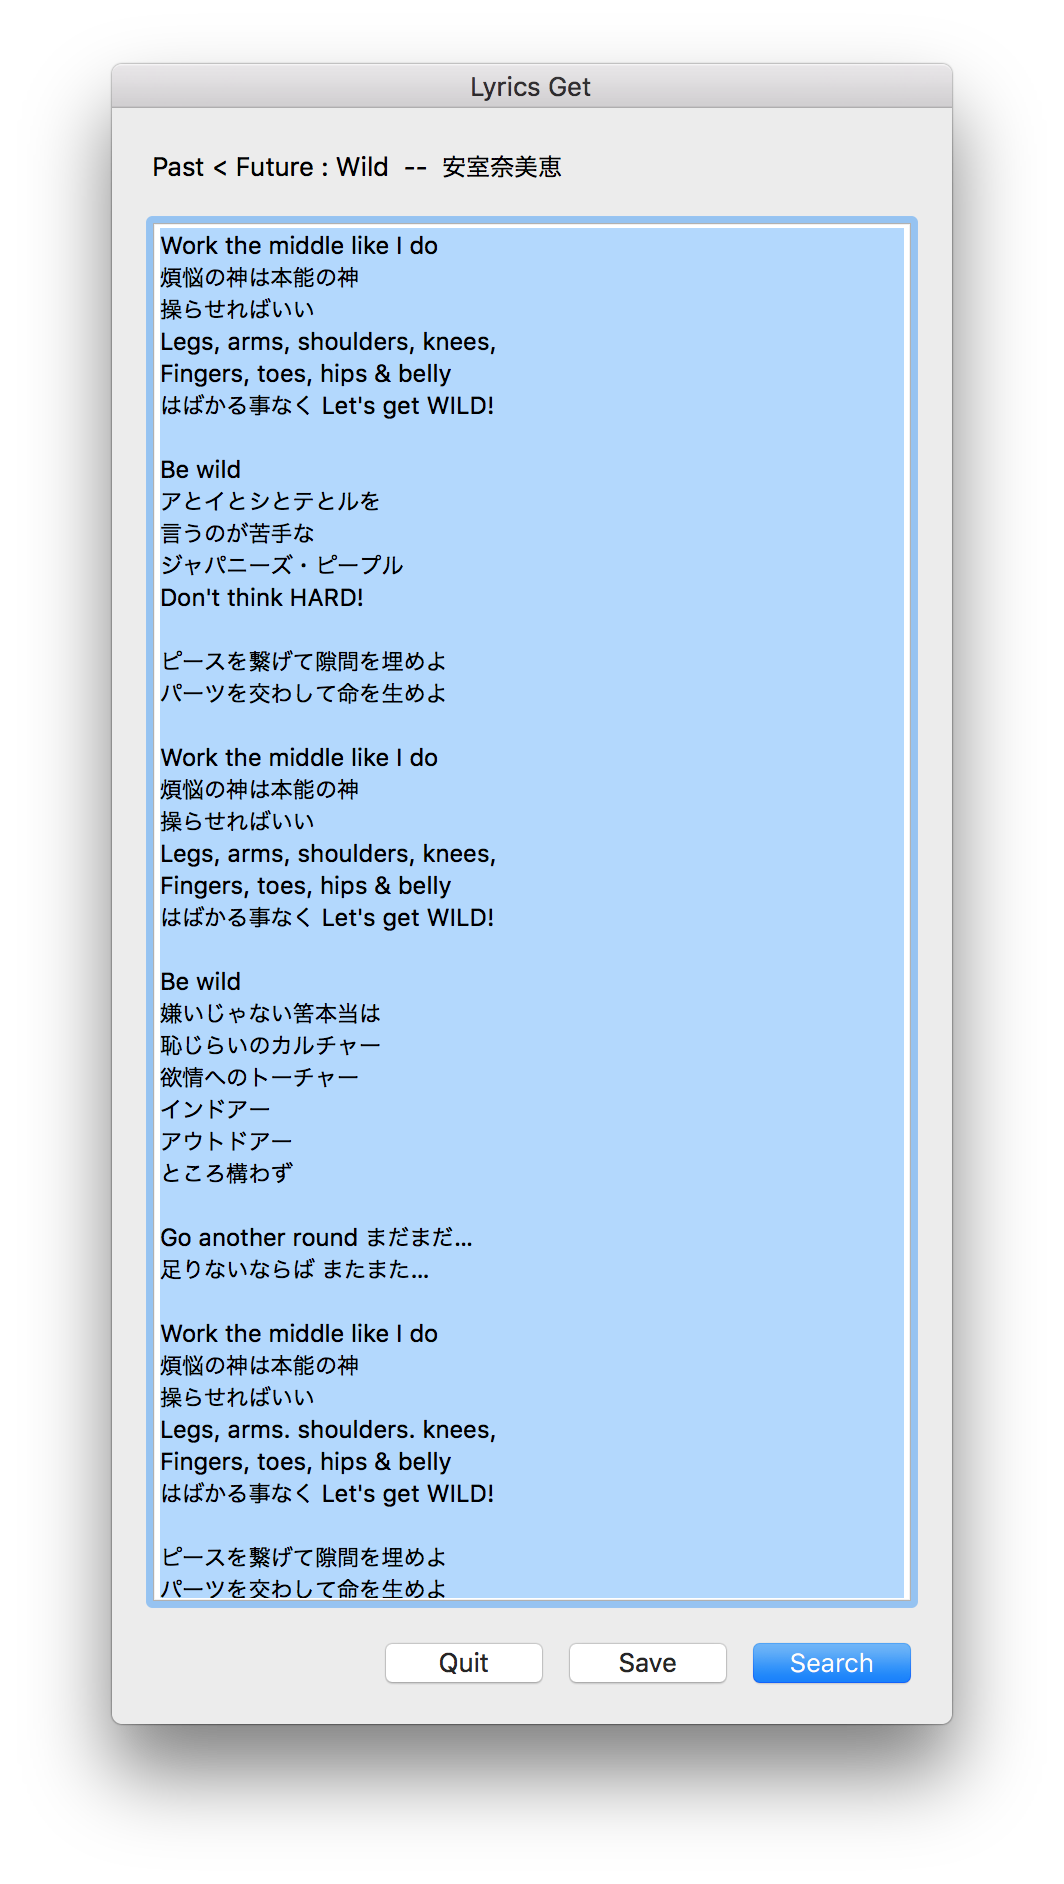 Lyrics Get
Past < Future : Wild -- 安室奈美恵
Work the middle like I do
煩悩の神は本能の神
操らせればいい
Legs, arms, shoulders, knees,
Fingers, toes, hips & belly
はばかる事なく Let's get WILD!
Be wild
アとイとシとテとルを
言うのが苦手な
ジャパニーズ・ピープル
Don't think HARD!
ピースを繋げて隙間を埋めよ
パーツを交わして命を生めよ
Work the middle like I do
煩悩の神は本能の神
操らせればいい
Legs, arms, shoulders, knees,
Fingers, toes, hips & belly
はばかる事なく Let's get WILD!
Be wild
嫌いじゃない筈本当は
恥じらいのカルチャー
欲情へのトーチャー
インドアー
アウトドアー
ところ構わず
Go another round まだまだ...
足りないならば またまた...
Work the middle like I do
煩悩の神は本能の神
操らせればいい
Legs, arms. shoulders. knees,
Fingers, toes, hips & belly
はばかる事なく Let's get WILD!
ピースを繋げて隙間を埋めよ
パーツを交わして命を生めよ
Quit Save Search